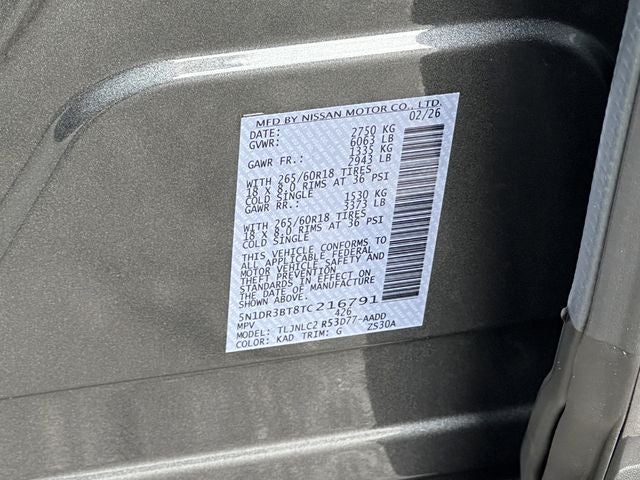 MFD BY NISSAN MOTOR CO., LTD.
DATE: 02/26
GVWR: 2750 KG
6063 LB
GAWR FR.: 1335 KG
2943 LB
WITH 265/60R18 TIRES
18 X 8.0 RIMS AT 36 PSI
COLD SINGLE
GAWR RR.: 1530 KG
3373 LB
WITH 265/60R18 TIRES
18 X 8.0 RIMS AT 36 PSI
COLD SINGLE
THIS VEHICLE CONFORMS TO
ALL APPLICABLE FEDERAL
MOTOR VEHICLE SAFETY AND
THEFT PREVENTION
STANDARDS IN EFFECT ON
THE DATE OF MANUFACTURE
SHOWN ABOVE.
5N1DR3BT8TC216791
MPV 426
MODEL: TLJNLC2 R53D77-AADD
COLOR: KAD TRIM: G ZS30A